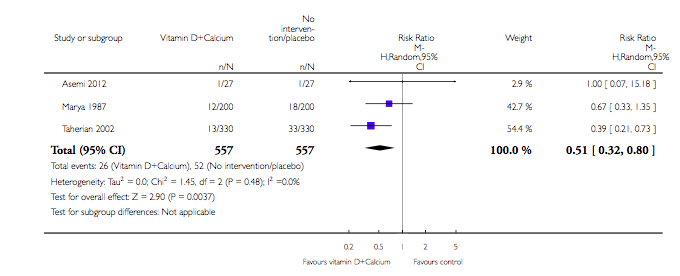 Study or subgroup Vitamin D+Calcium No interven-tion/placebo Risk Ratio Weight Risk Ratio
n/N n/N M-H,Random,95% CI M-H,Random,95% CI
Asemi 2012 1/27 1/27 2.9 % 1.00 [ 0.07, 15.18 ]
Marya 1987 12/200 18/200 42.7 % 0.67 [ 0.33, 1.35 ]
Taherian 2002 13/330 33/330 54.4 % 0.39 [ 0.21, 0.73 ]
Total (95% CI) 557 557 100.0 % 0.51 [ 0.32, 0.80 ]
Total events: 26 (Vitamin D+Calcium), 52 (No intervention/placebo)
Heterogeneity: Tau² = 0.0; Chi² = 1.45, df = 2 (P = 0.48); I² =0.0%
Test for overall effect: Z = 2.90 (P = 0.0037)
Test for subgroup differences: Not applicable
0.2 0.5 1 2 5
Favours vitamin D+Calcium Favours control